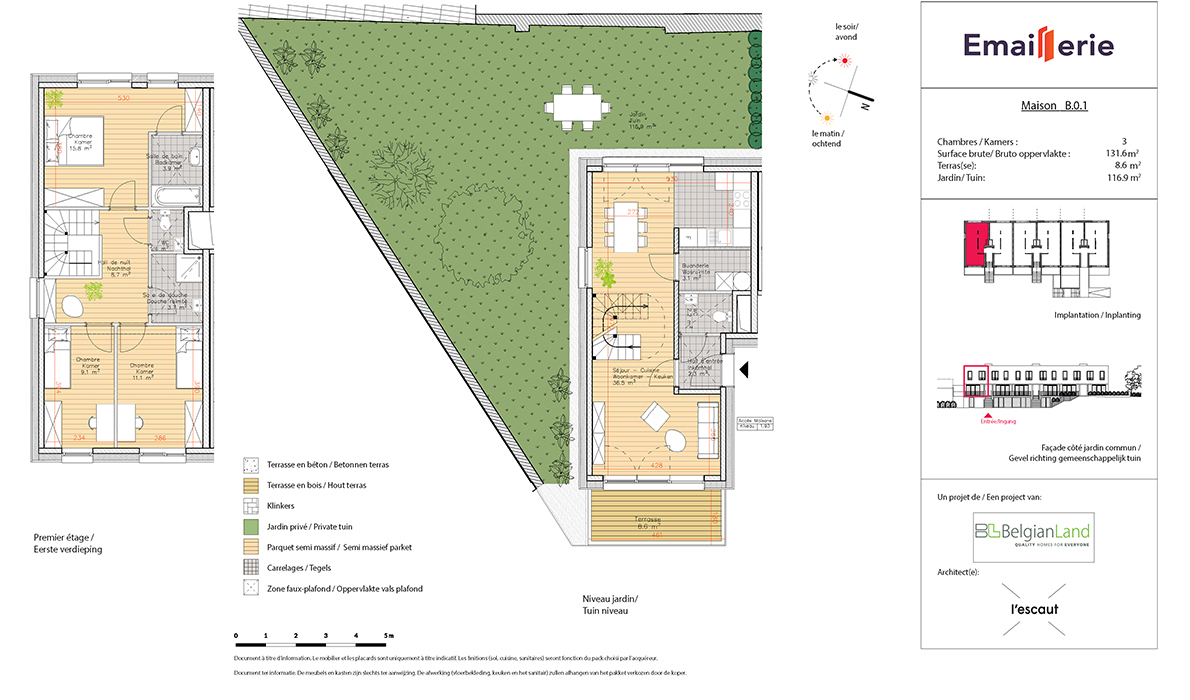 530
Chambre
Kamer
15.8 m²
Salle de bain
Badkamer
3.9 m²
WC
Hall de nuit
Nachthal
8,7 m²
Salle de douche
Doucheruimte
3.7 m²
Chambre
Kamer
9.1 m²
Chambre
Kamer
11.1 m²
234
286
Premier étage /
Eerste verdieping
Jardin
Tuin
116,9 m²
530
272
240
Buanderie
Wasruimte
3.1 m²
WC
Hall d'entrée
Inkomhal
2.3 m²
Séjour - Cuisine
Woonkamer - Keuken
36.5 m²
428
Terrasse
8.6 m²
461
Niveau 1.93
Niveau jardin/
Tuin niveau
Terrasse en béton / Betonnen terras
Terrasse en bois / Hout terras
Klinkers
Jardin privé / Private tuin
Parquet semi massif / Semi massief parket
Carrelages / Tegels
Zone faux-plafond / Oppervlakte vals plafond
0 1 2 3 4 5 m
Document à titre d'information. Le mobilier et les placards sont uniquement à titre indicatif. Les finitions (sol, cuisine, sanitaires) seront fonction du pack choisi par l'acquéreur.
Document ter informatie. De meubels en kasten zijn slechts ter aanwijzing. De afwerking (vloerbekleding, keuken en het sanitair) zullen afhangen van het pakket verkozen door de koper.
le soir/
avond
N
le matin /
ochtend
Emaillerie
Maison B.0.1
Chambres / Kamers : 3
Surface brute/ Bruto oppervlakte : 131.6 m²
Terras(se): 8.6 m²
Jardin/ Tuin: 116.9 m²
Implantation / Inplanting
Entrée/Ingang
Façade côté jardin commun /
Gevel richting gemeenschappelijk tuin
Un projet de / Een project van:
BelgianLand
QUALITY HOMES FOR EVERYONE
Architect(e):
l'escaut